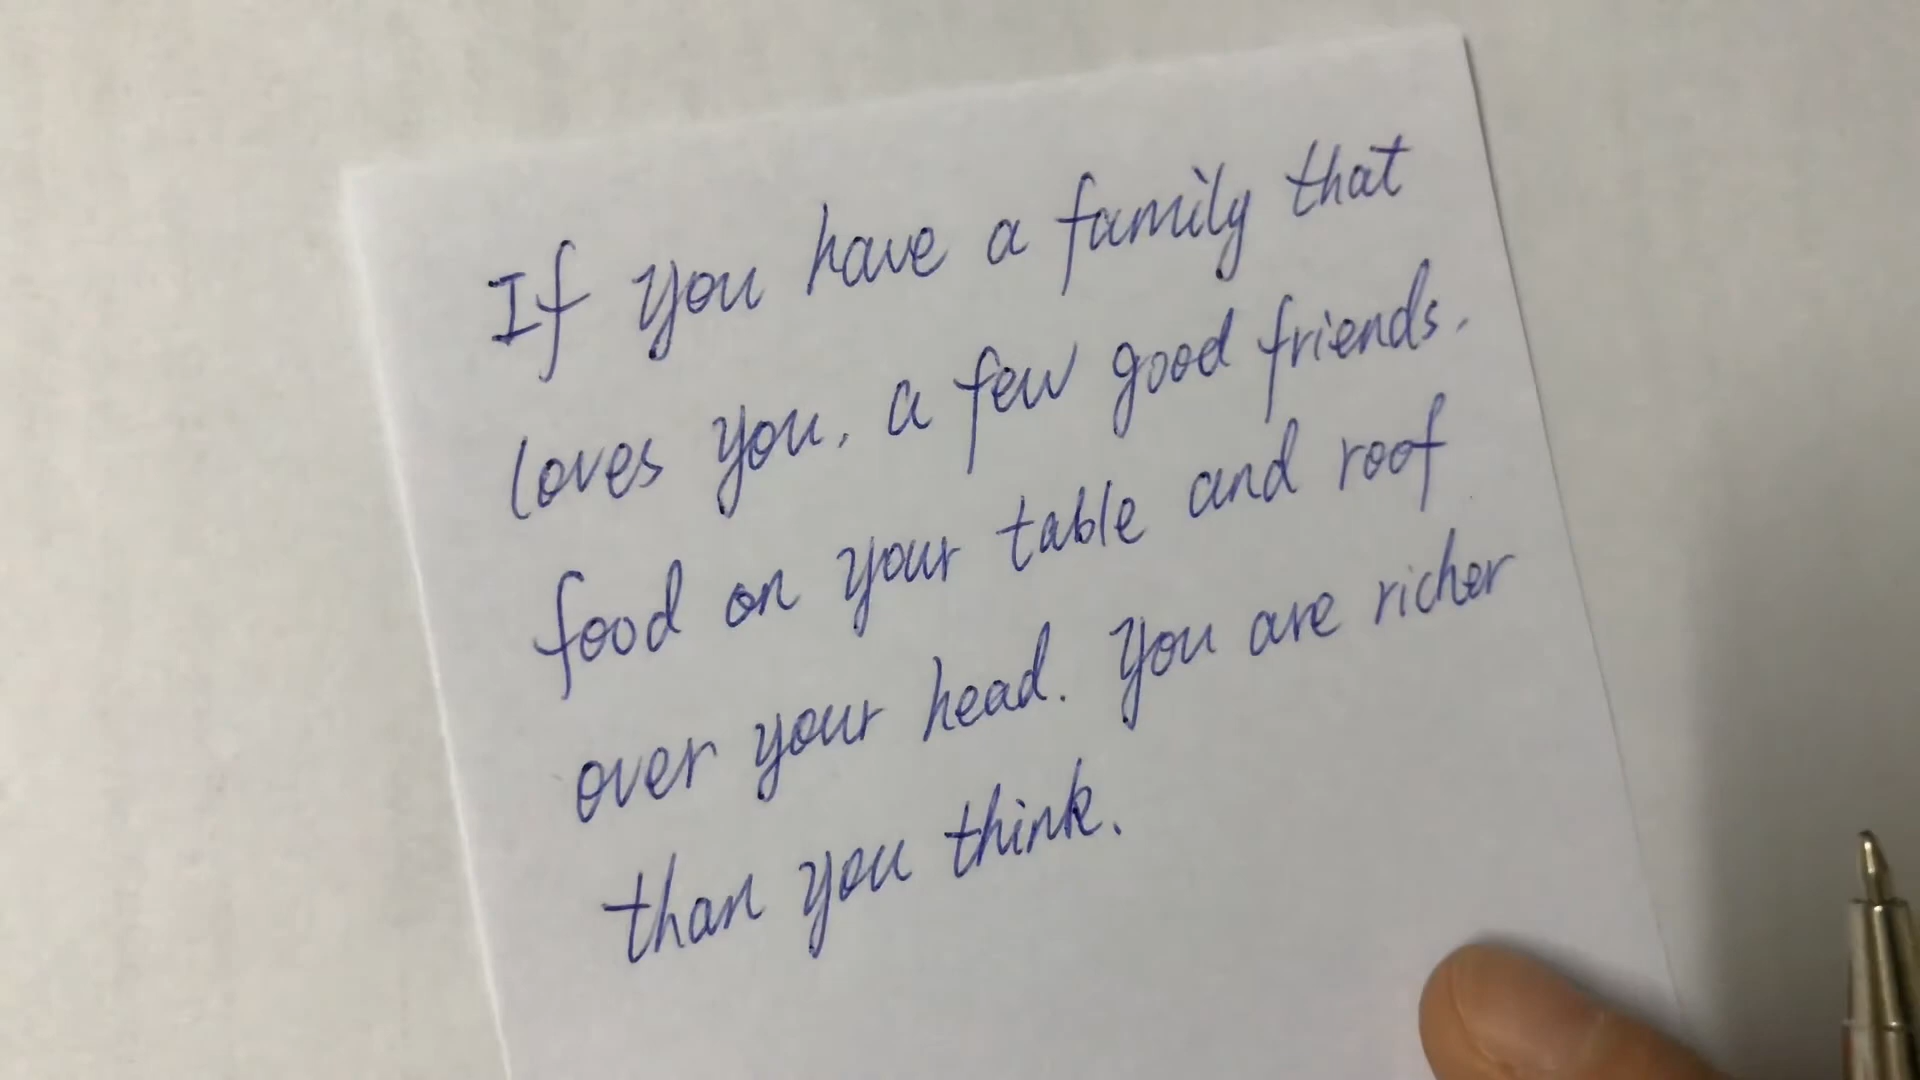 If you have a family that
loves you, a few good friends,
food on your table and roof
over your head. You are richer
than you think.